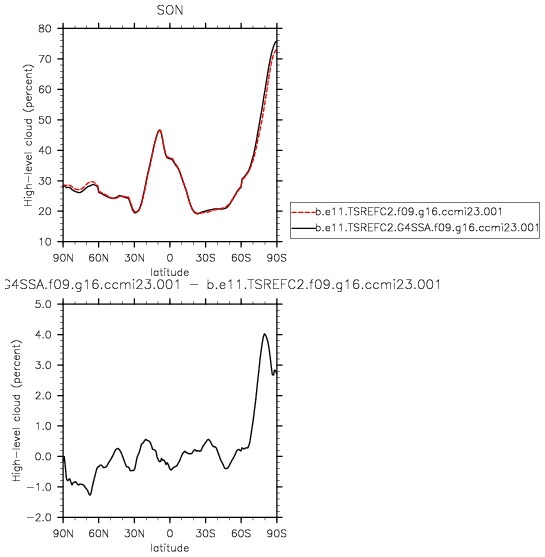 SON
80
70
60
50
40
30
20
10
High-level cloud (percent)
90N 60N 30N 0 30S 60S 90S
latitude
b.e11.TSREFC2.f09.g16.ccmi23.001
b.e11.TSREFC2.G4SSA.f09.g16.ccmi23.001
G4SSA.f09.g16.ccmi23.001 - b.e11.TSREFC2.f09.g16.ccmi23.001
5.0
4.0
3.0
2.0
1.0
0.0
-1.0
-2.0
High-level cloud (percent)
90N 60N 30N 0 30S 60S 90S
latitude